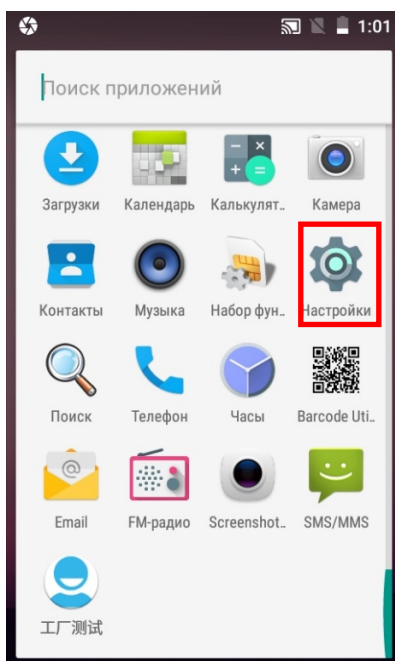 1:01
Поиск приложений
Загрузки
Календарь
Калькулят..
Камера
Контакты
Музыка
Набор фун..
Настройки
Поиск
Телефон
Часы
Barcode Uti..
Email
FM-радио
Screenshot..
SMS/MMS
工厂测试